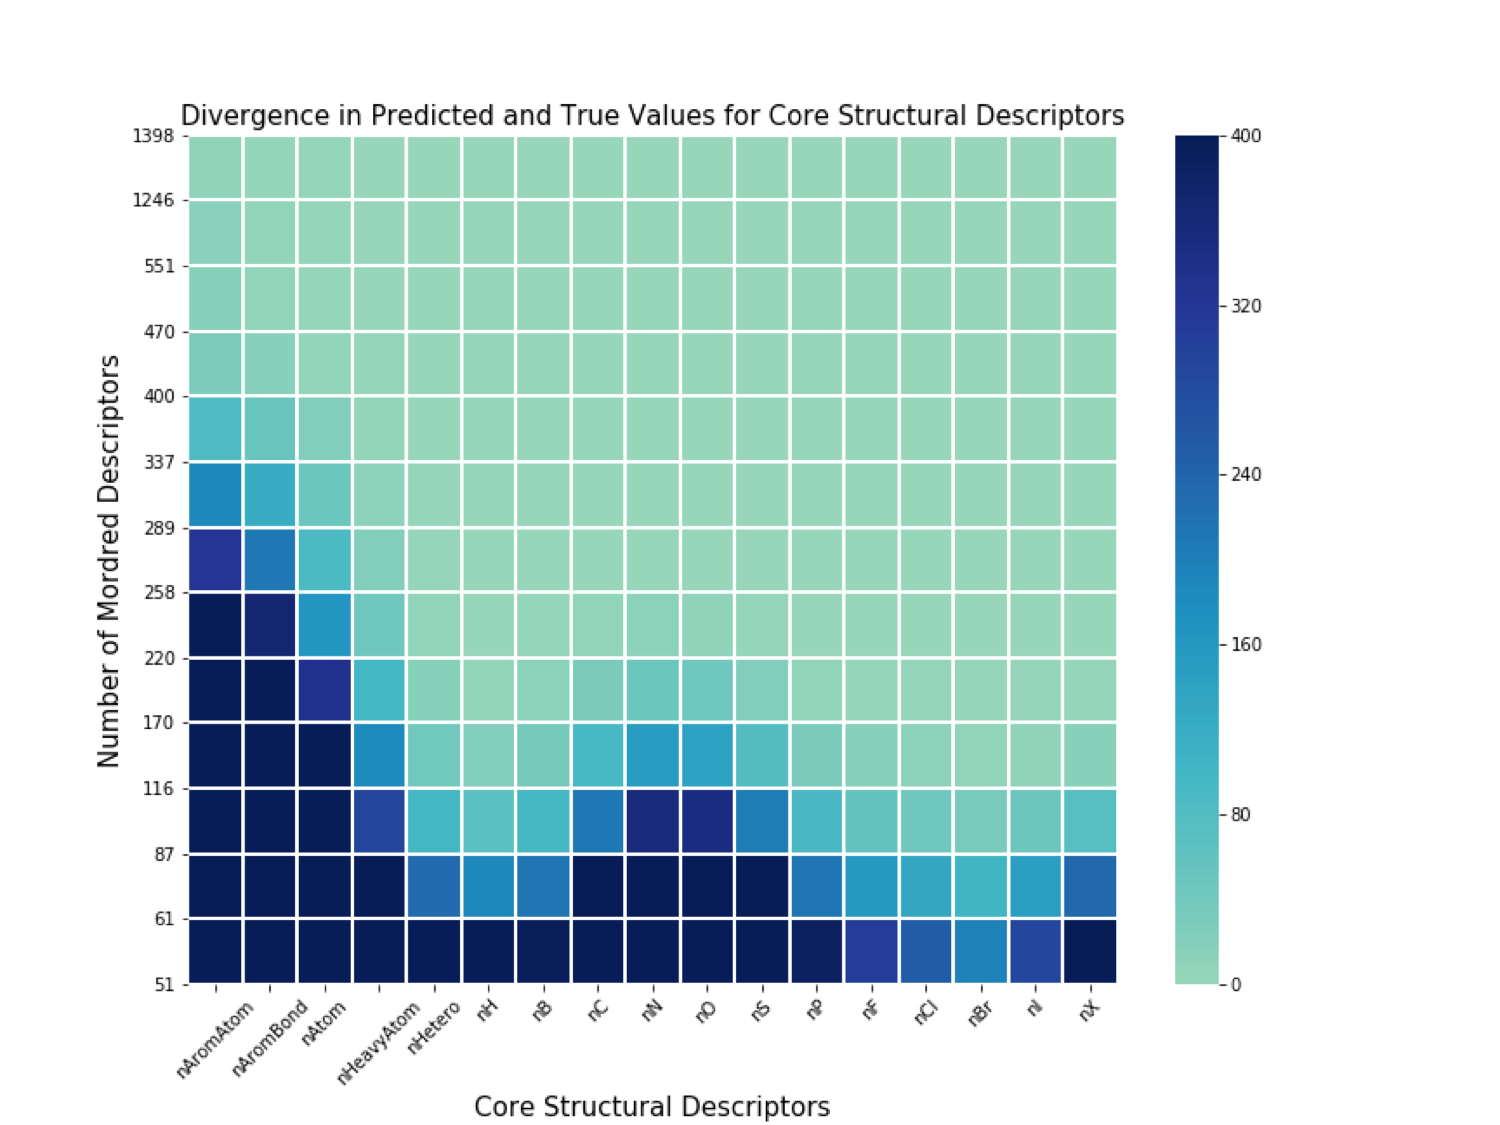 Divergence in Predicted and True Values for Core Structural Descriptors
1398
1246
551
470
400
337
289
258
220
170
116
87
61
51
Number of Mordred Descriptors
nAromAtom
nAromBond
nAtom
nHeavyAtom
nHetero
nH
nB
nC
nN
nO
nS
nP
nF
nCl
nBr
nI
nX
Core Structural Descriptors
400
320
240
160
80
0